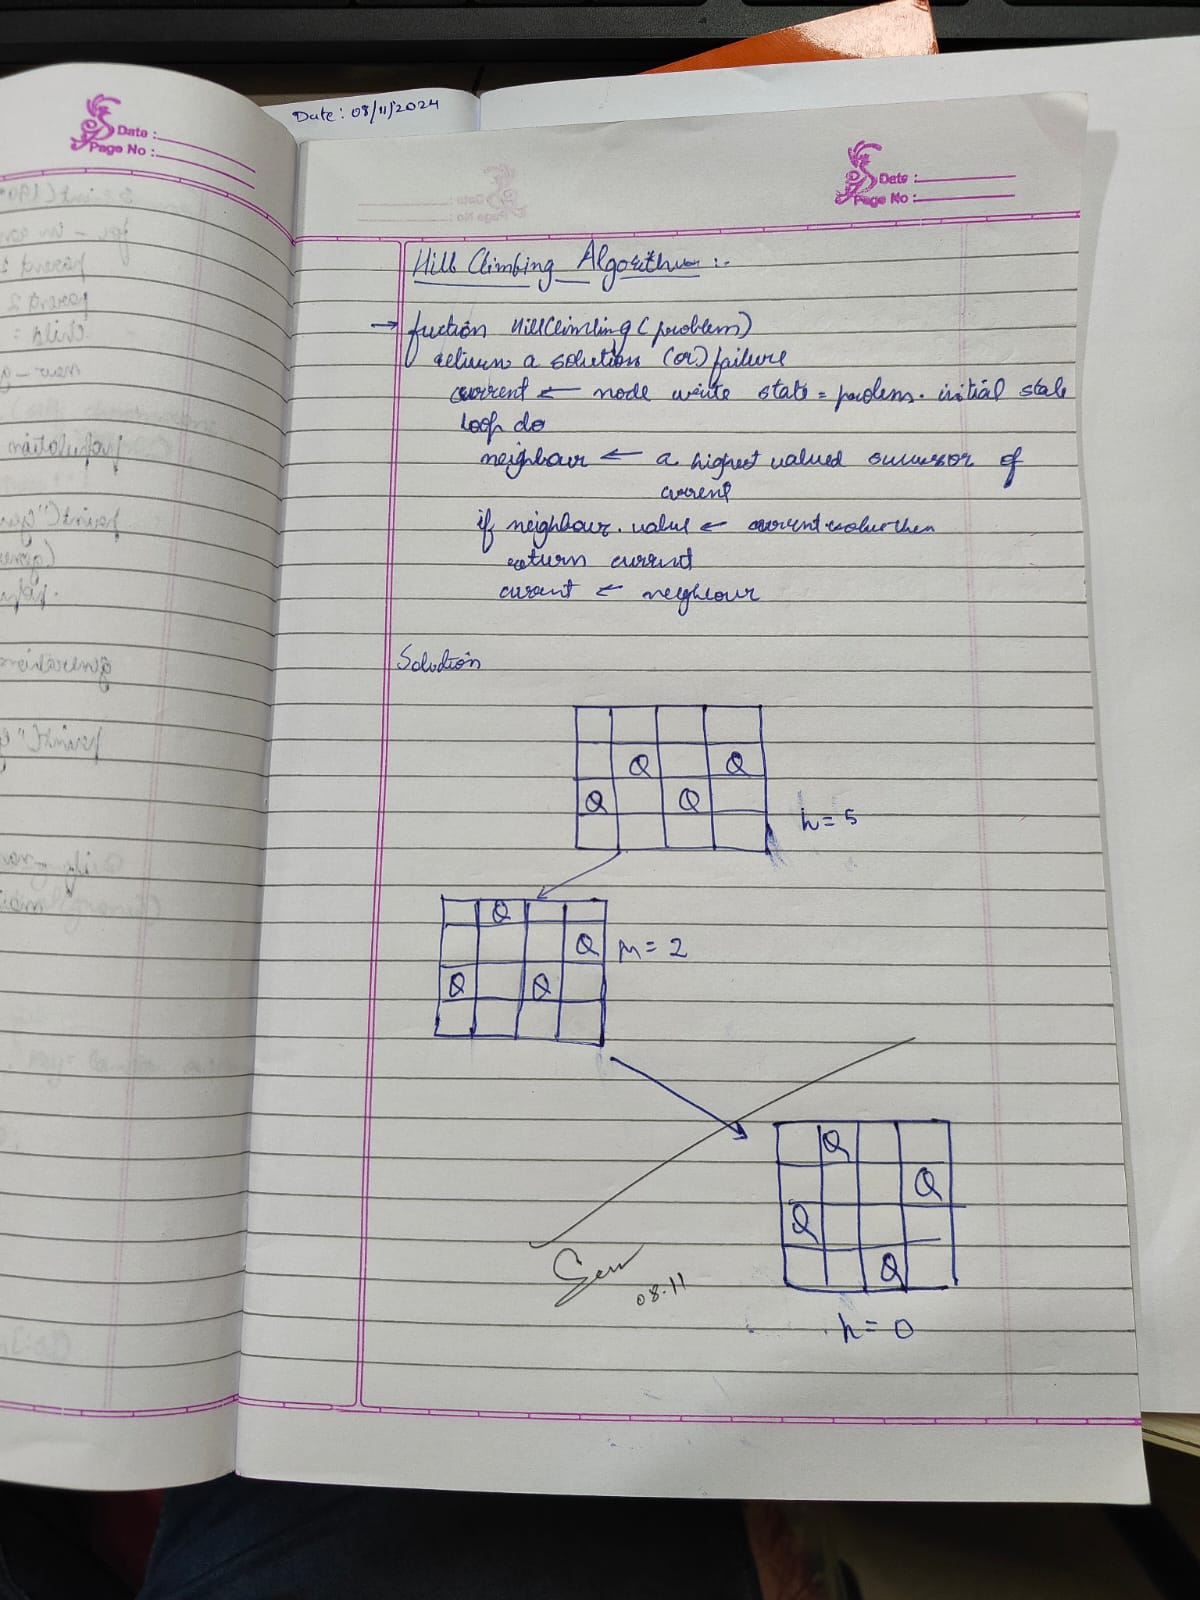 Date : 08/11/2024
Date :
Page No :
Date :
Page No :
Hill Climbing Algorithm :-
→ fuction HillClimbing ( problem)
return a solution (or) failure
current ← node write state = problem. initial state
Loop do
neighbour ← a highest valued successor of
current
if neighbour. value ← current value then
return current
current ← neighbour
Solution
Q Q
Q Q
h = 5
Q
Q
Q Q
h = 2
Q
Q
Q
Q
08.11
h = 0